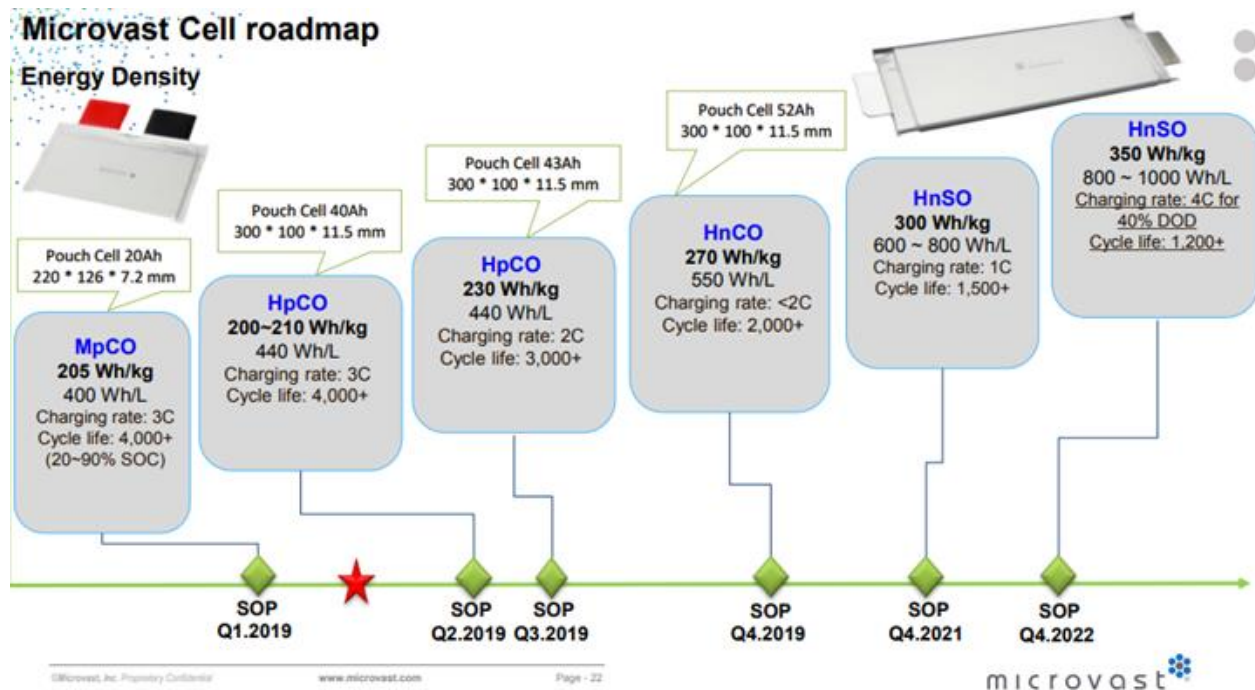 Microvast Cell roadmap
Energy Density
Pouch Cell 20Ah
220 * 126 * 7.2 mm
MpCO
205 Wh/kg
400 Wh/L
Charging rate: 3C
Cycle life: 4,000+
(20~90% SOC)
Pouch Cell 40Ah
300 * 100 * 11.5 mm
HpCO
200~210 Wh/kg
440 Wh/L
Charging rate: 3C
Cycle life: 4,000+
Pouch Cell 43Ah
300 * 100 * 11.5 mm
HpCO
230 Wh/kg
440 Wh/L
Charging rate: 2C
Cycle life: 3,000+
Pouch Cell 52Ah
300 * 100 * 11.5 mm
HnCO
270 Wh/kg
550 Wh/L
Charging rate: <2C
Cycle life: 2,000+
HnSO
300 Wh/kg
600 ~ 800 Wh/L
Charging rate: 1C
Cycle life: 1,500+
HnSO
350 Wh/kg
800 ~ 1000 Wh/L
Charging rate: 4C for
40% DOD
Cycle life: 1,200+
SOP
Q1.2019
SOP
Q2.2019
SOP
Q3.2019
SOP
Q4.2019
SOP
Q4.2021
SOP
Q4.2022
©Microvast, Inc. Proprietary Confidential
www.microvast.com
Page - 22
microvast